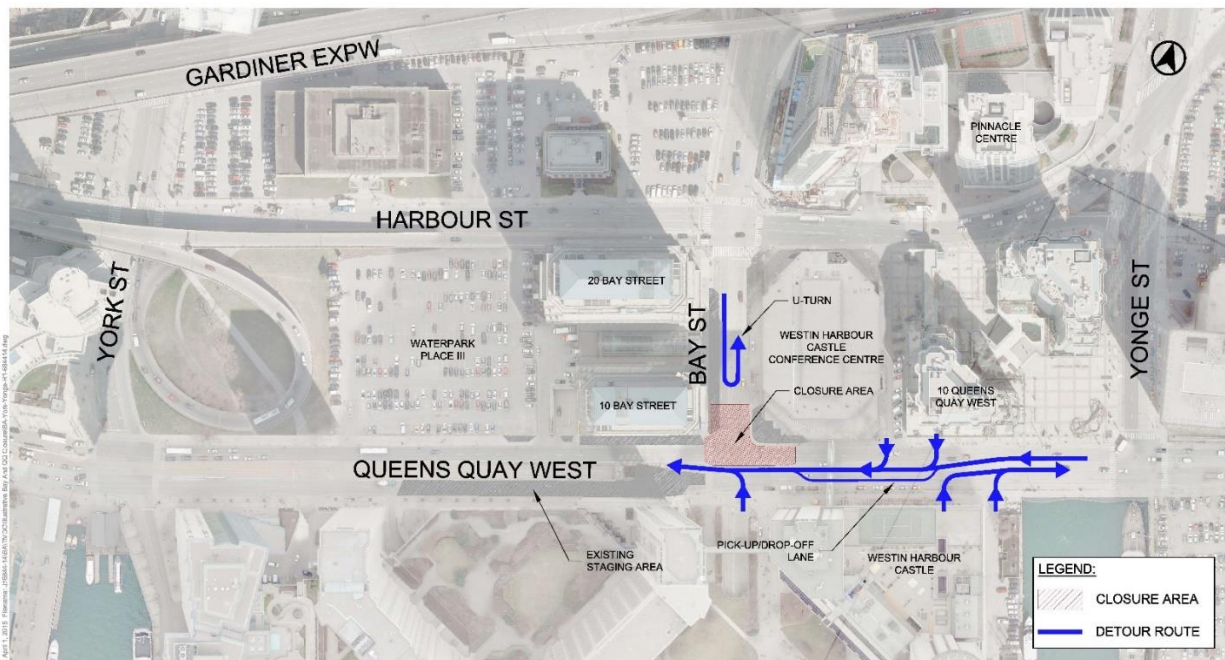 GARDINER EXPW
PINNACLE
CENTRE
HARBOUR ST
YORK ST
20 BAY STREET
BAY ST
U-TURN
WESTIN HARBOUR
CASTLE
CONFERENCE CENTRE
YONGE ST
WATERPARK
PLACE III
CLOSURE AREA
10 BAY STREET
10 QUEENS
QUAY WEST
QUEENS QUAY WEST
EXISTING
STAGING AREA
PICK-UP/DROP-OFF
LANE
WESTIN HARBOUR
CASTLE
LEGEND:
CLOSURE AREA
DETOUR ROUTE